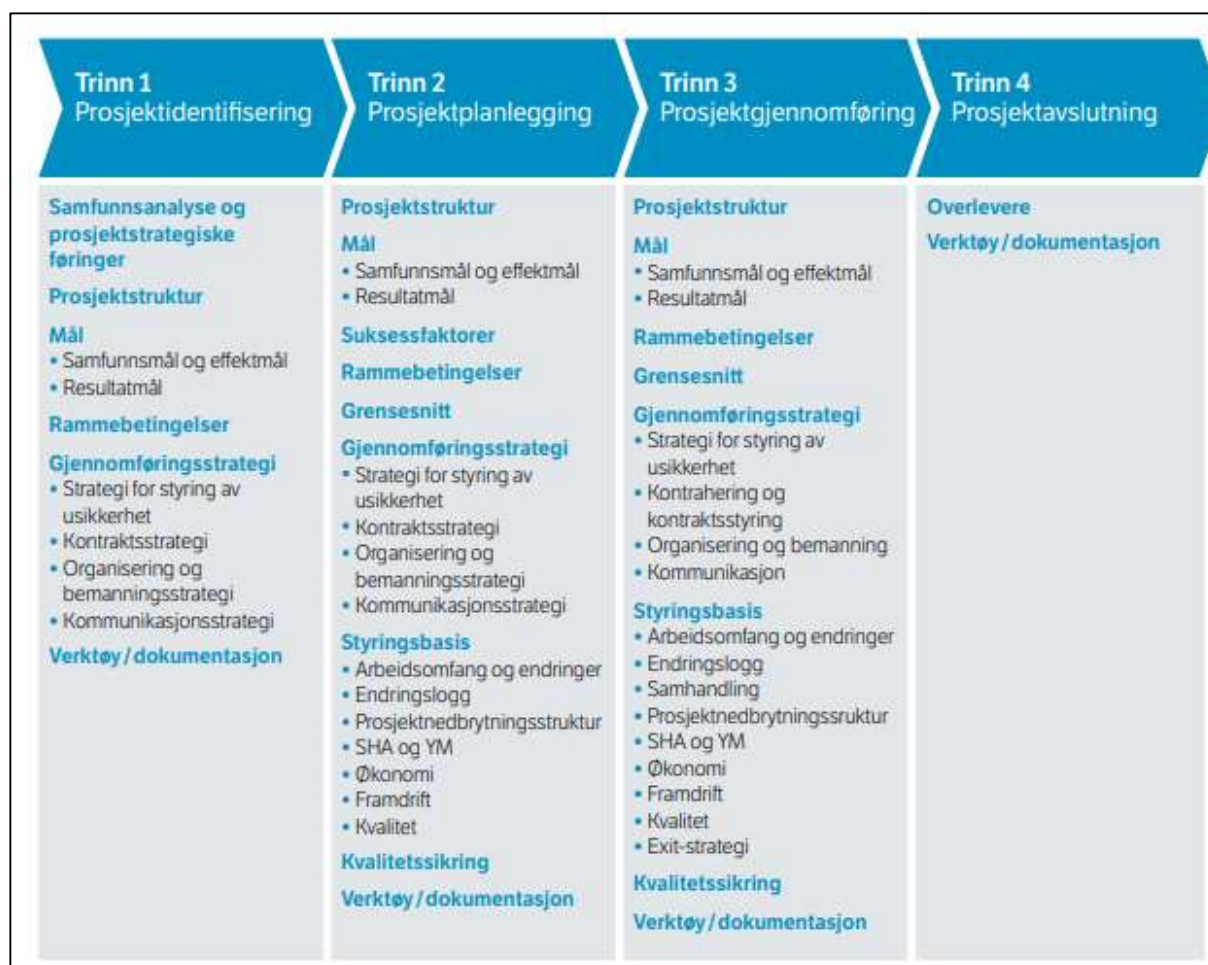 Trinn 1
Prosjektidentifisering
Trinn 2
Prosjektplanlegging
Trinn 3
Prosjektgjennomføring
Trinn 4
Prosjektavslutning
Samfunnsanalyse og
prosjektstrategiske
føringer
Prosjektstruktur
Mål
• Samfunnsmål og effektmål
• Resultatmål
Rammebetingelser
Gjennomføringsstrategi
• Strategi for styring av
usikkerhet
• Kontraktsstrategi
• Organisering og
bemanningsstrategi
• Kommunikasjonsstrategi
Verktøy/dokumentasjon
Prosjektstruktur
Mål
• Samfunnsmål og effektmål
• Resultatmål
Suksessfaktorer
Rammebetingelser
Grensesnitt
Gjennomføringsstrategi
• Strategi for styring av
usikkerhet
• Kontraktsstrategi
• Organisering og
bemanningsstrategi
• Kommunikasjonsstrategi
Styringsbasis
• Arbeidsomfang og endringer
• Endringslogg
• Prosjektnedbrytningsstruktur
• SHA og YM
• Økonomi
• Framdrift
• Kvalitet
Kvalitetssikring
Verktøy/dokumentasjon
Prosjektstruktur
Mål
• Samfunnsmål og effektmål
• Resultatmål
Rammebetingelser
Grensesnitt
Gjennomføringsstrategi
• Strategi for styring av
usikkerhet
• Kontrahering og
kontraktsstyring
• Organisering og bemanning
• Kommunikasjon
Styringsbasis
• Arbeidsomfang og endringer
• Endringslogg
• Samhandling
• Prosjektnedbrytningssruktur
• SHA og YM
• Økonomi
• Framdrift
• Kvalitet
• Exit-strategi
Kvalitetssikring
Verktøy/dokumentasjon
Overlevere
Verktøy/dokumentasjon